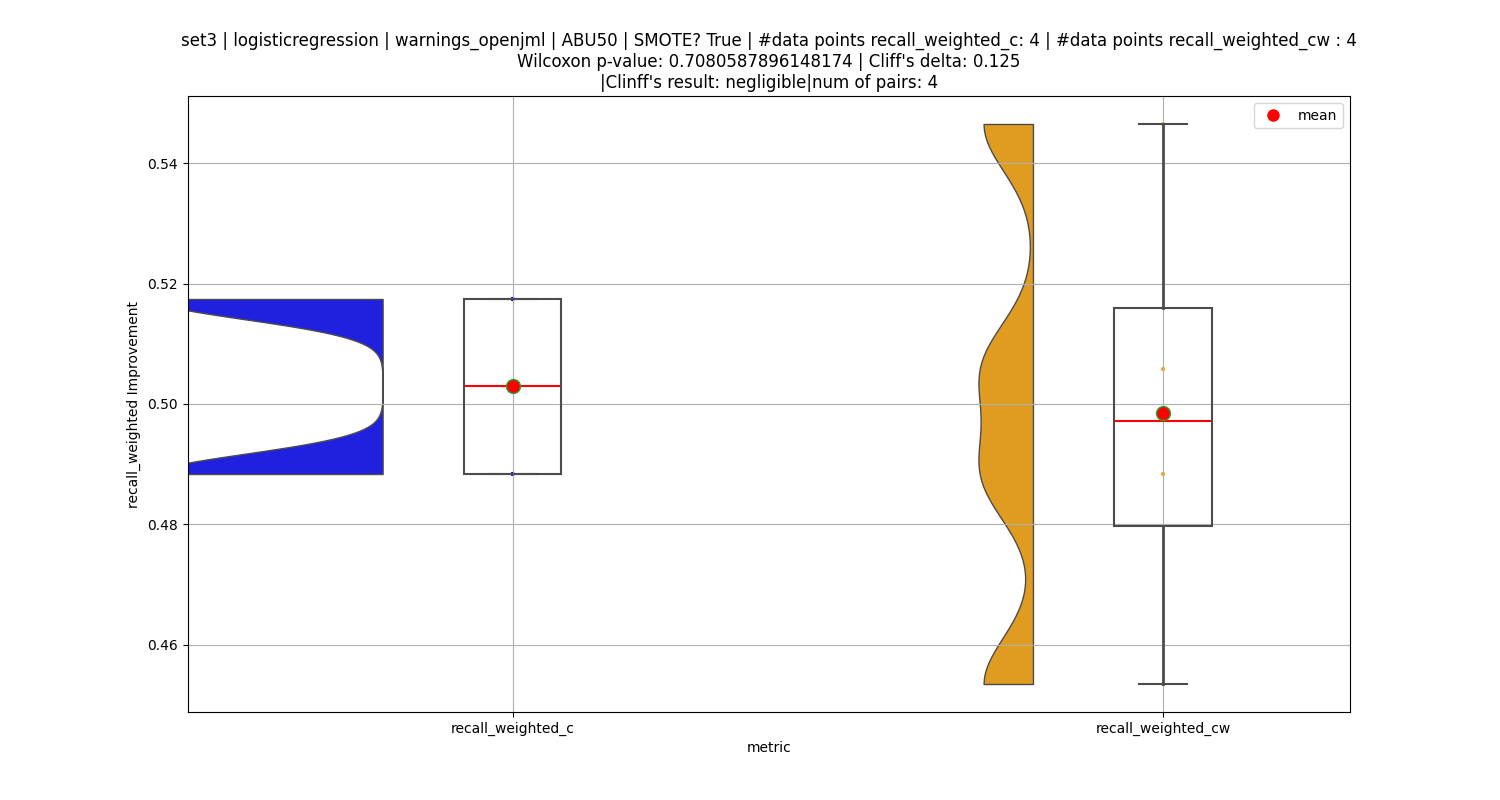 set3 | logisticregression | warnings_openjml | ABU50 | SMOTE? True | #data points recall_weighted_c: 4 | #data points recall_weighted_cw : 4
Wilcoxon p-value: 0.7080587896148174 | Cliff's delta: 0.125
|Clinff's result: negligible|num of pairs: 4
mean
0.54
0.52
0.50
0.48
0.46
recall_weighted Improvement
recall_weighted_c
recall_weighted_cw
metric